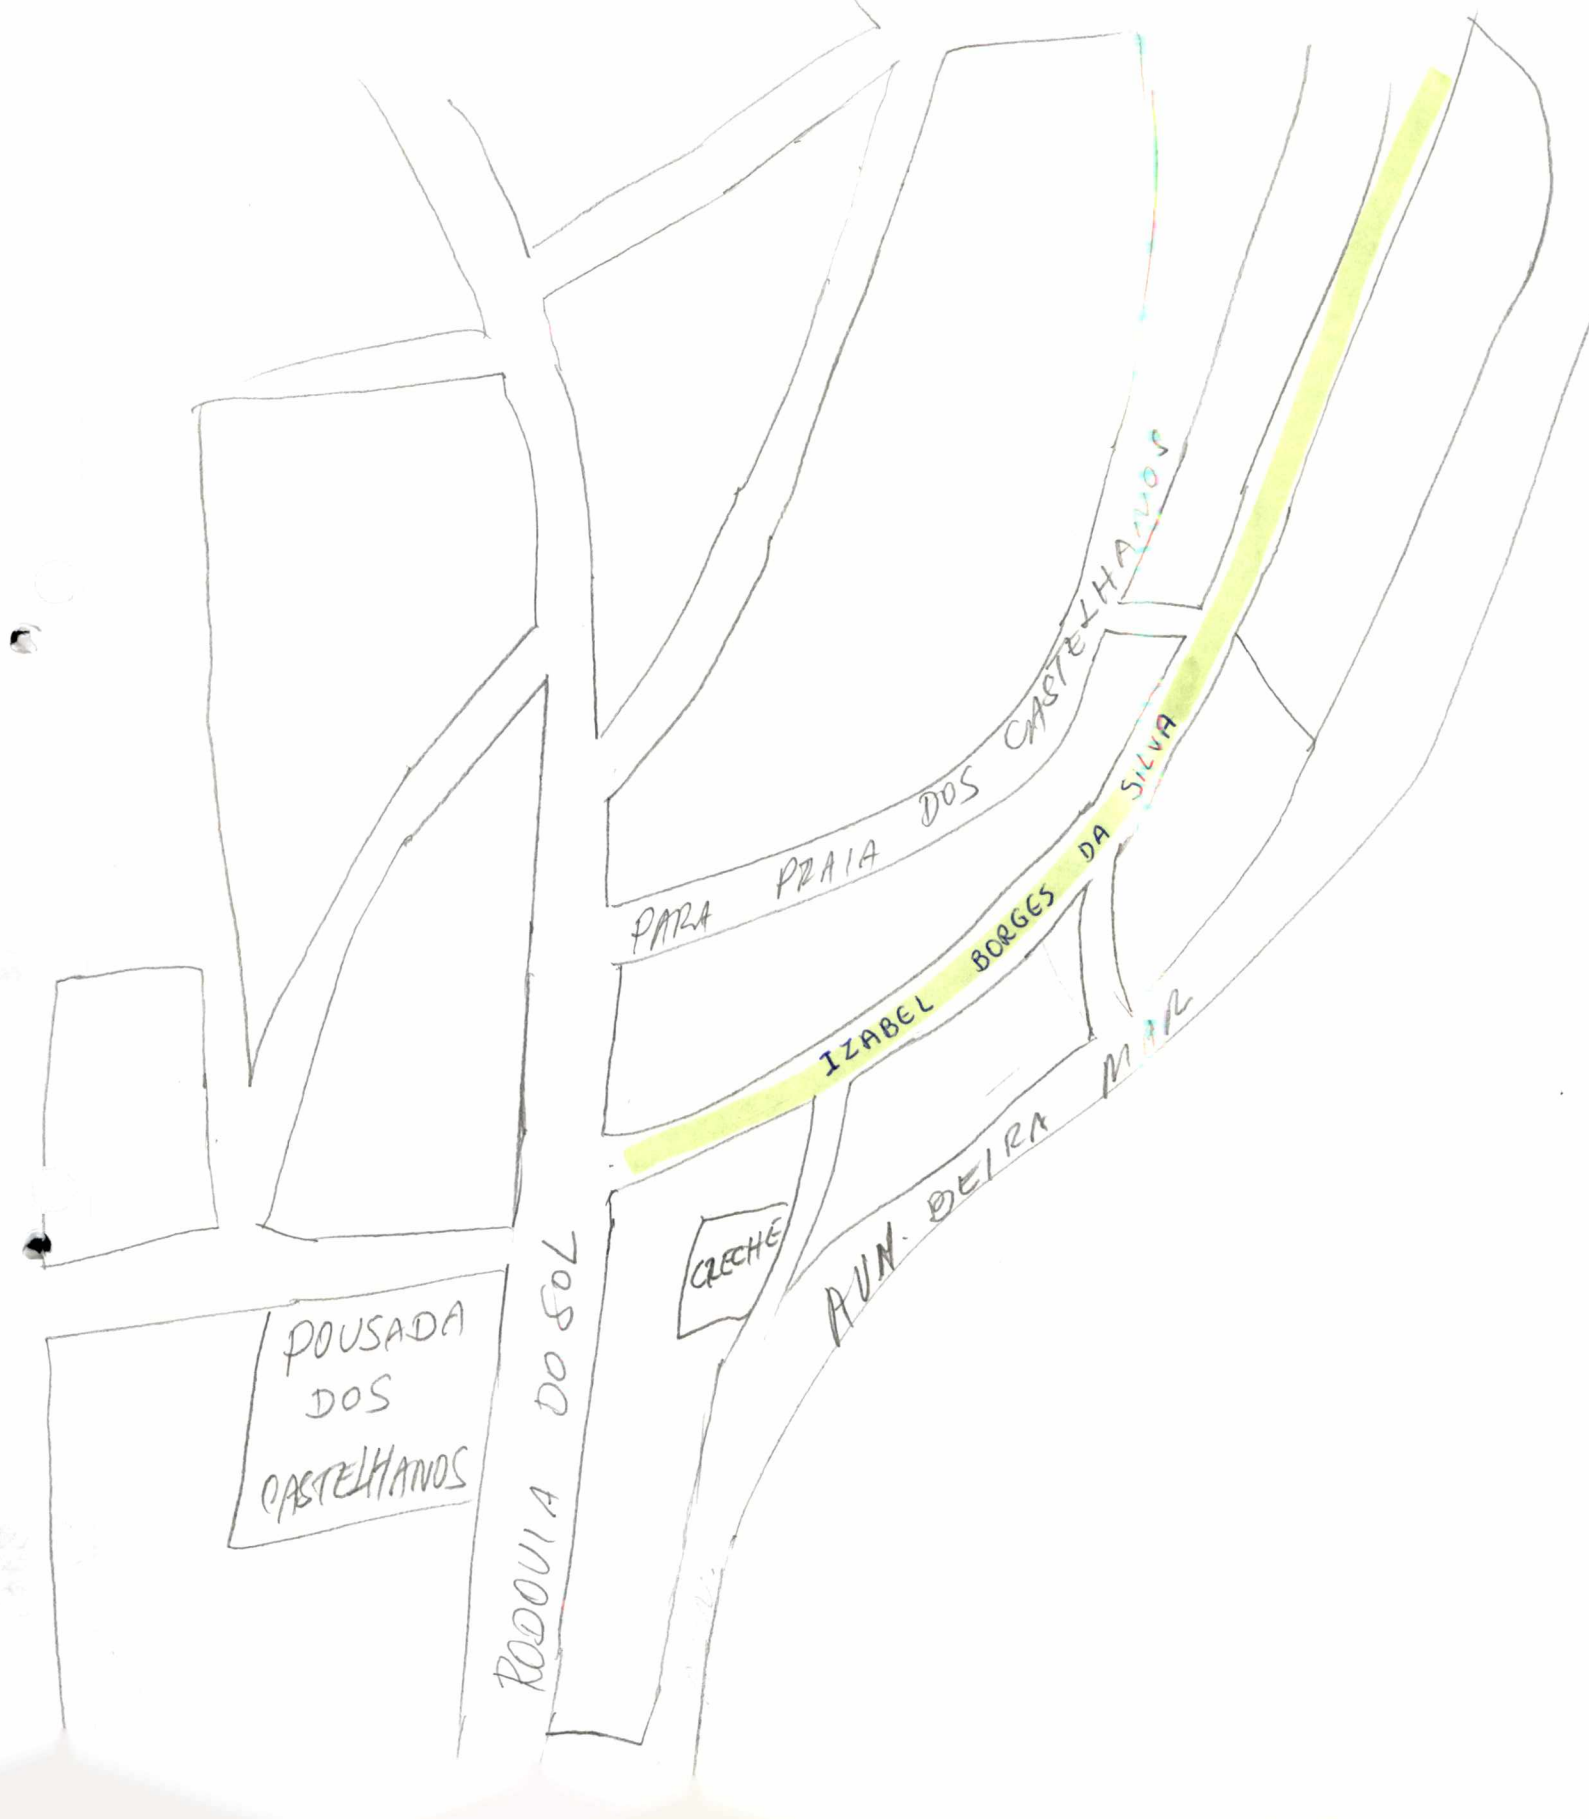 PARA PRAIA DOS CASTELHANOS
IZABEL BORGES DA SILVA
AVN. BEIRA MAR
CRECHE
RODOVIA DO SOL
POUSADA
DOS
CASTELHANOS